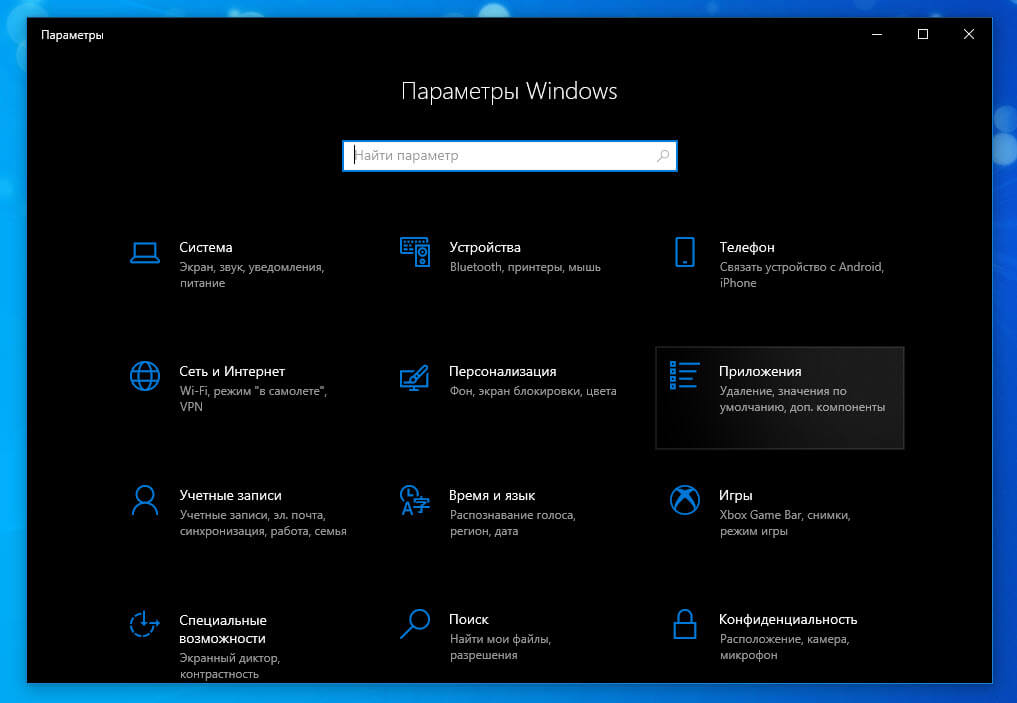 Параметры
Параметры Windows
Найти параметр
Система
Экран, звук, уведомления,
питание
Устройства
Bluetooth, принтеры, мышь
Телефон
Связать устройство с Android,
iPhone
Сеть и Интернет
Wi-Fi, режим "в самолете",
VPN
Персонализация
Фон, экран блокировки, цвета
Приложения
Удаление, значения по
умолчанию, доп. компоненты
Учетные записи
Учетные записи, эл. почта,
синхронизация, работа, семья
Время и язык
Распознавание голоса,
регион, дата
Игры
Xbox Game Bar, снимки,
режим игры
Специальные
возможности
Экранный диктор,
контрастность
Поиск
Найти мои файлы,
разрешения
Конфиденциальность
Расположение, камера,
микрофон